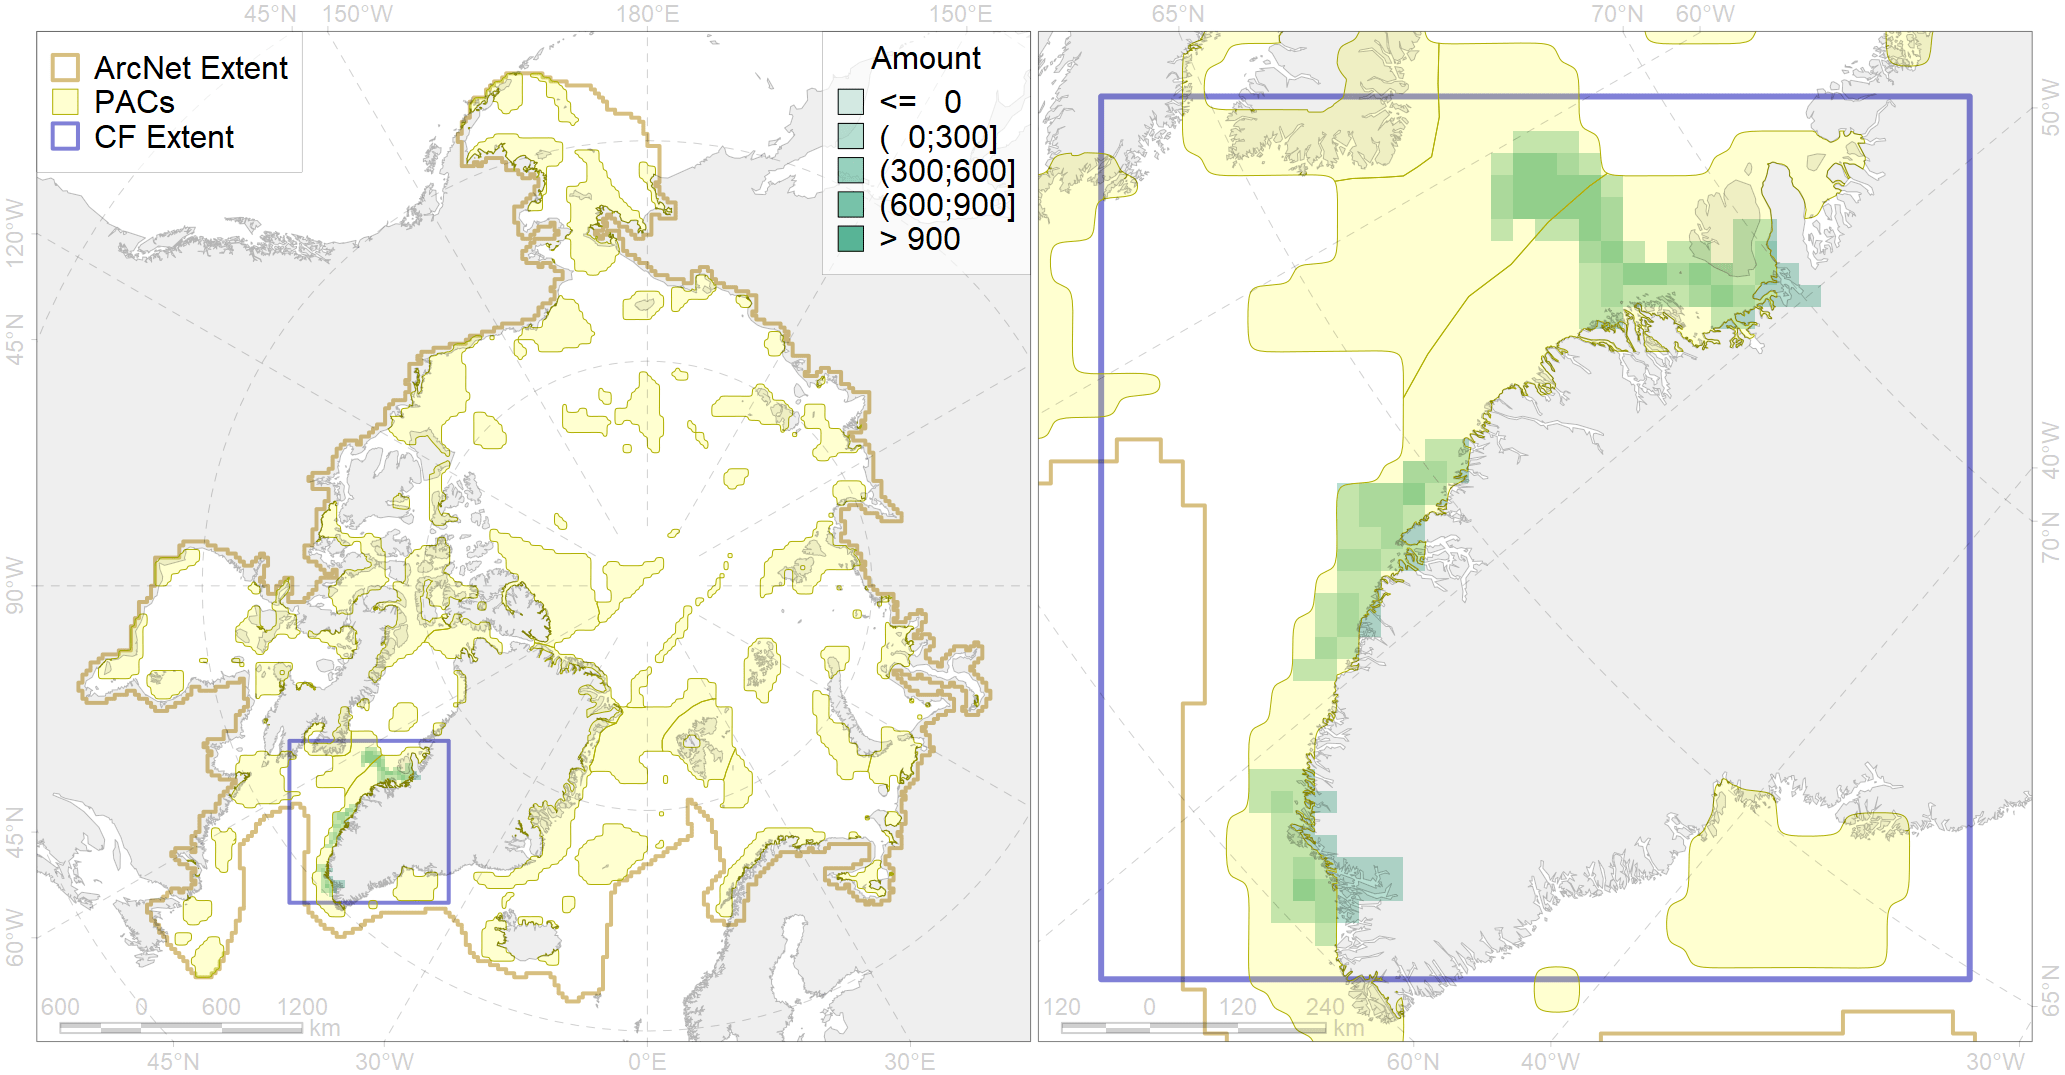 45°N 150°W 180°E 150°E 65°N 70°N 60°W
ArcNet Extent
PACs
CF Extent
Amount
<= 0
( 0;300]
(300;600]
(600;900]
> 900
120°W
45°N
90°W
45°N
60°W
50°W
40°W
70°N
65°N
600 0 600 1200
km
120 0 120 240
km
45°N 30°W 0°E 30°E 60°N 40°W 30°W